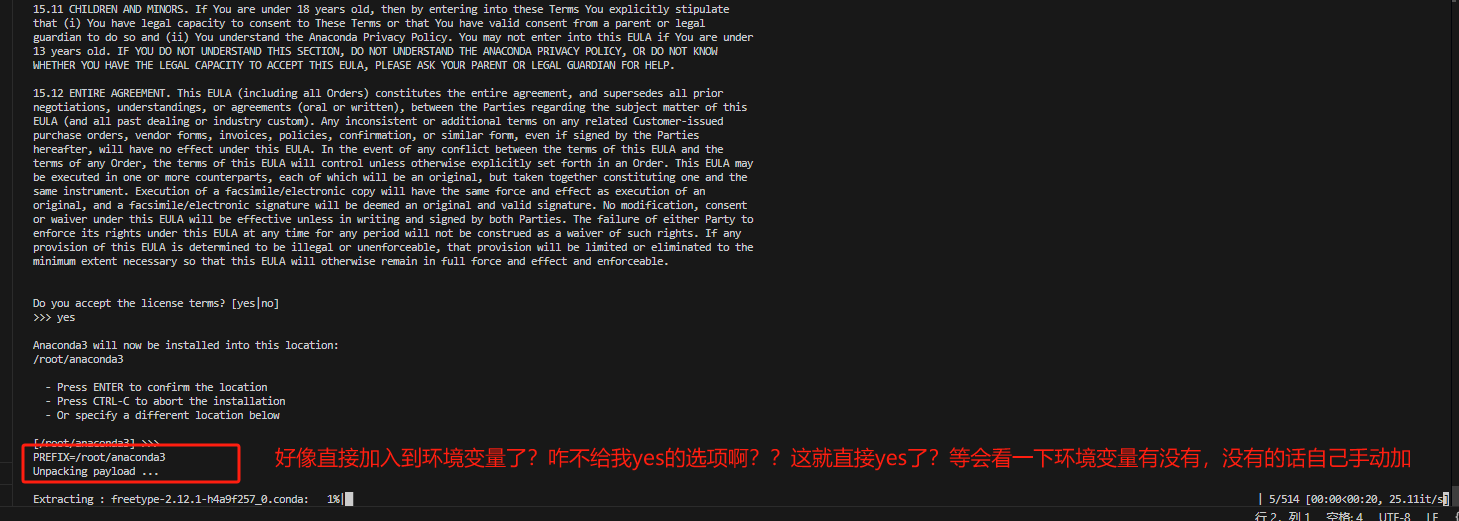 15.11 CHILDREN AND MINORS. If You are under 18 years old, then by entering into these Terms You explicitly stipulate
that (i) You have legal capacity to consent to These Terms or that You have valid consent from a parent or legal
guardian to do so and (ii) You understand the Anaconda Privacy Policy. You may not enter into this EULA if You are under
13 years old. IF YOU DO NOT UNDERSTAND THIS SECTION, DO NOT UNDERSTAND THE ANACONDA PRIVACY POLICY, OR DO NOT KNOW
WHETHER YOU HAVE THE LEGAL CAPACITY TO ACCEPT THIS EULA, PLEASE ASK YOUR PARENT OR LEGAL GUARDIAN FOR HELP.
15.12 ENTIRE AGREEMENT. This EULA (including all Orders) constitutes the entire agreement, and supersedes all prior
negotiations, understandings, or agreements (oral or written), between the Parties regarding the subject matter of this
EULA (and all past dealing or industry custom). Any inconsistent or additional terms on any related Customer-issued
purchase orders, vendor forms, invoices, policies, confirmation, or similar form, even if signed by the Parties
hereafter, will have no effect under this EULA. In the event of any conflict between the terms of this EULA and the
terms of any Order, the terms of this EULA will control unless otherwise explicitly set forth in an Order. This EULA may
be executed in one or more counterparts, each of which will be an original, but taken together constituting one and the
same instrument. Execution of a facsimile/electronic copy will have the same force and effect as execution of an
original, and a facsimile/electronic signature will be deemed an original and valid signature. No modification, consent
or waiver under this EULA will be effective unless in writing and signed by both Parties. The failure of either Party to
enforce its rights under this EULA at any time for any period will not be construed as a waiver of such rights. If any
provision of this EULA is determined to be illegal or unenforceable, that provision will be limited or eliminated to the
minimum extent necessary so that this EULA will otherwise remain in full force and effect and enforceable.
Do you accept the license terms? [yes|no]
>>> yes
Anaconda3 will now be installed into this location:
/root/anaconda3
- Press ENTER to confirm the location
- Press CTRL-C to abort the installation
- Or specify a different location below
[/root/anaconda3] >>>
PREFIX=/root/anaconda3
Unpacking payload ...
好像直接加入到环境变量了？咋不给我yes的选项啊？？这就直接yes了？等会看一下环境变量有没有，没有的话自己手动加
Extracting : freetype-2.12.1-h4a9f257_0.conda:   1%| | 5/514 [00:00<00:20, 25.11it/s]
行 2，列 1 空格: 4 UTF-8 LF {